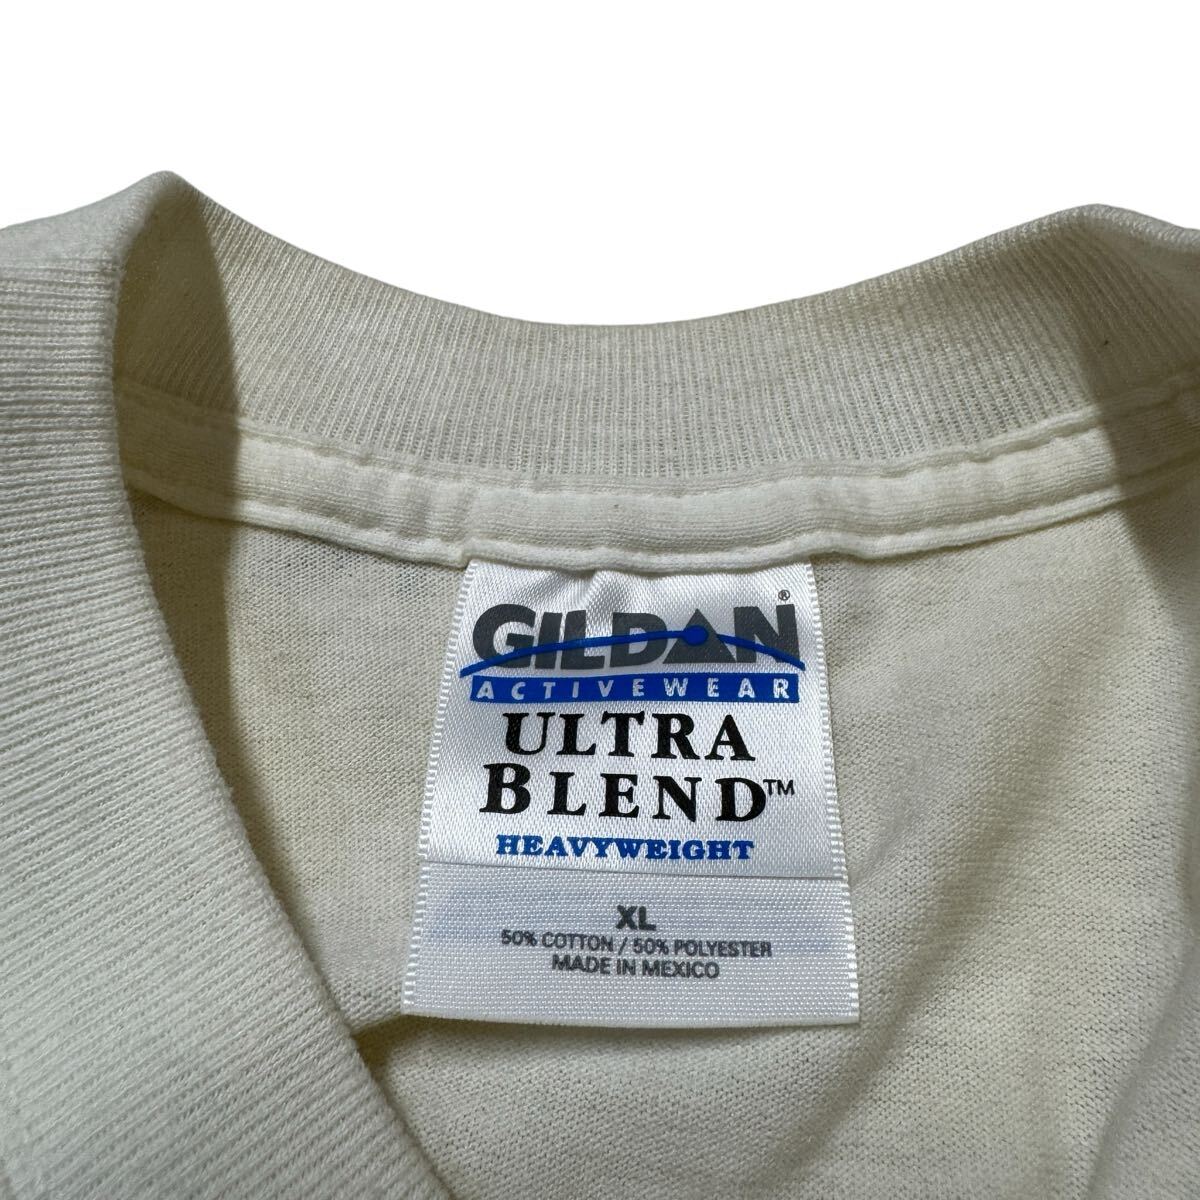 GILDAN®
ACTIVEWEAR
ULTRA
BLEND™
HEAVYWEIGHT
XL
50% COTTON / 50% POLYESTER
MADE IN MEXICO